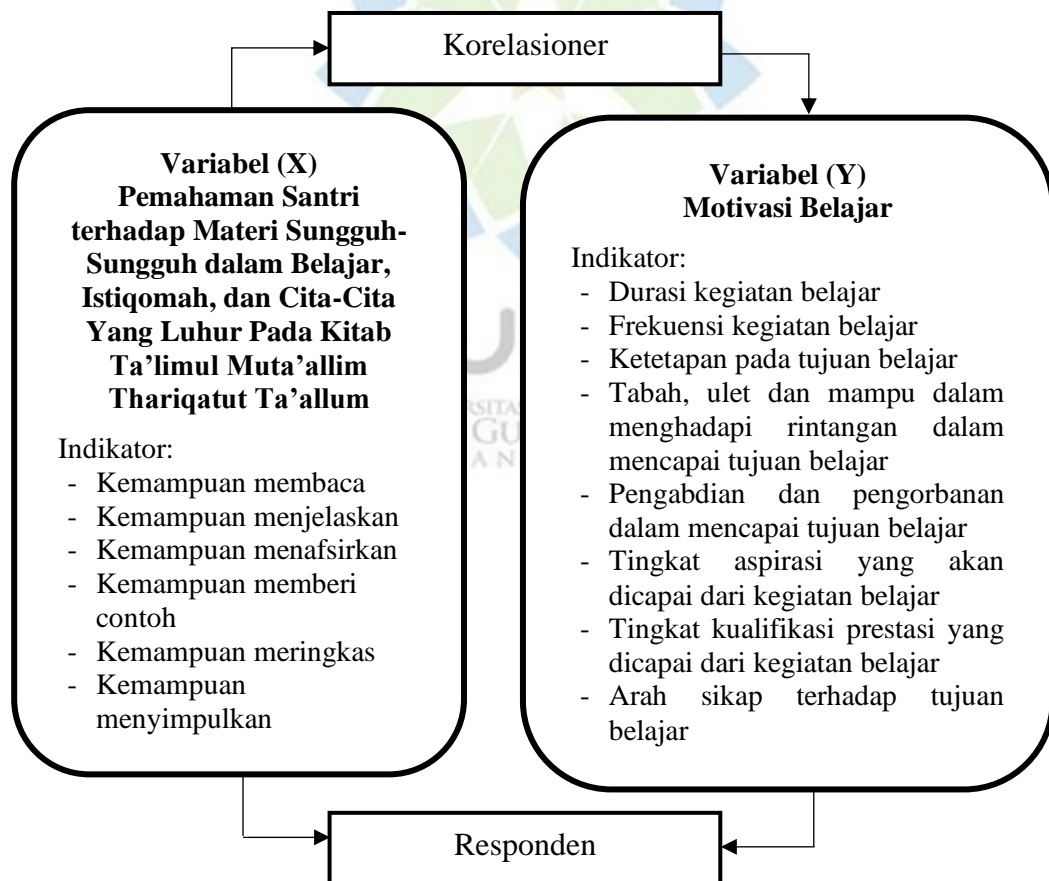 Korelasioner
Variabel (X)
Pemahaman Santri
terhadap Materi Sungguh-
Sungguh dalam Belajar,
Istiqomah, dan Cita-Cita
Yang Luhur Pada Kitab
Ta’limul Muta’allim
Thariqatut Ta’allum
Indikator:
- Kemampuan membaca
- Kemampuan menjelaskan
- Kemampuan menafsirkan
- Kemampuan memberi
contoh
- Kemampuan meringkas
- Kemampuan
menyimpulkan
Variabel (Y)
Motivasi Belajar
Indikator:
- Durasi kegiatan belajar
- Frekuensi kegiatan belajar
- Ketetapan pada tujuan belajar
- Tabah, ulet dan mampu dalam
menghadapi rintangan dalam
mencapai tujuan belajar
- Pengabdian dan pengorbanan
dalam mencapai tujuan belajar
- Tingkat aspirasi yang akan
dicapai dari kegiatan belajar
- Tingkat kualifikasi prestasi yang
dicapai dari kegiatan belajar
- Arah sikap terhadap tujuan
belajar
Responden